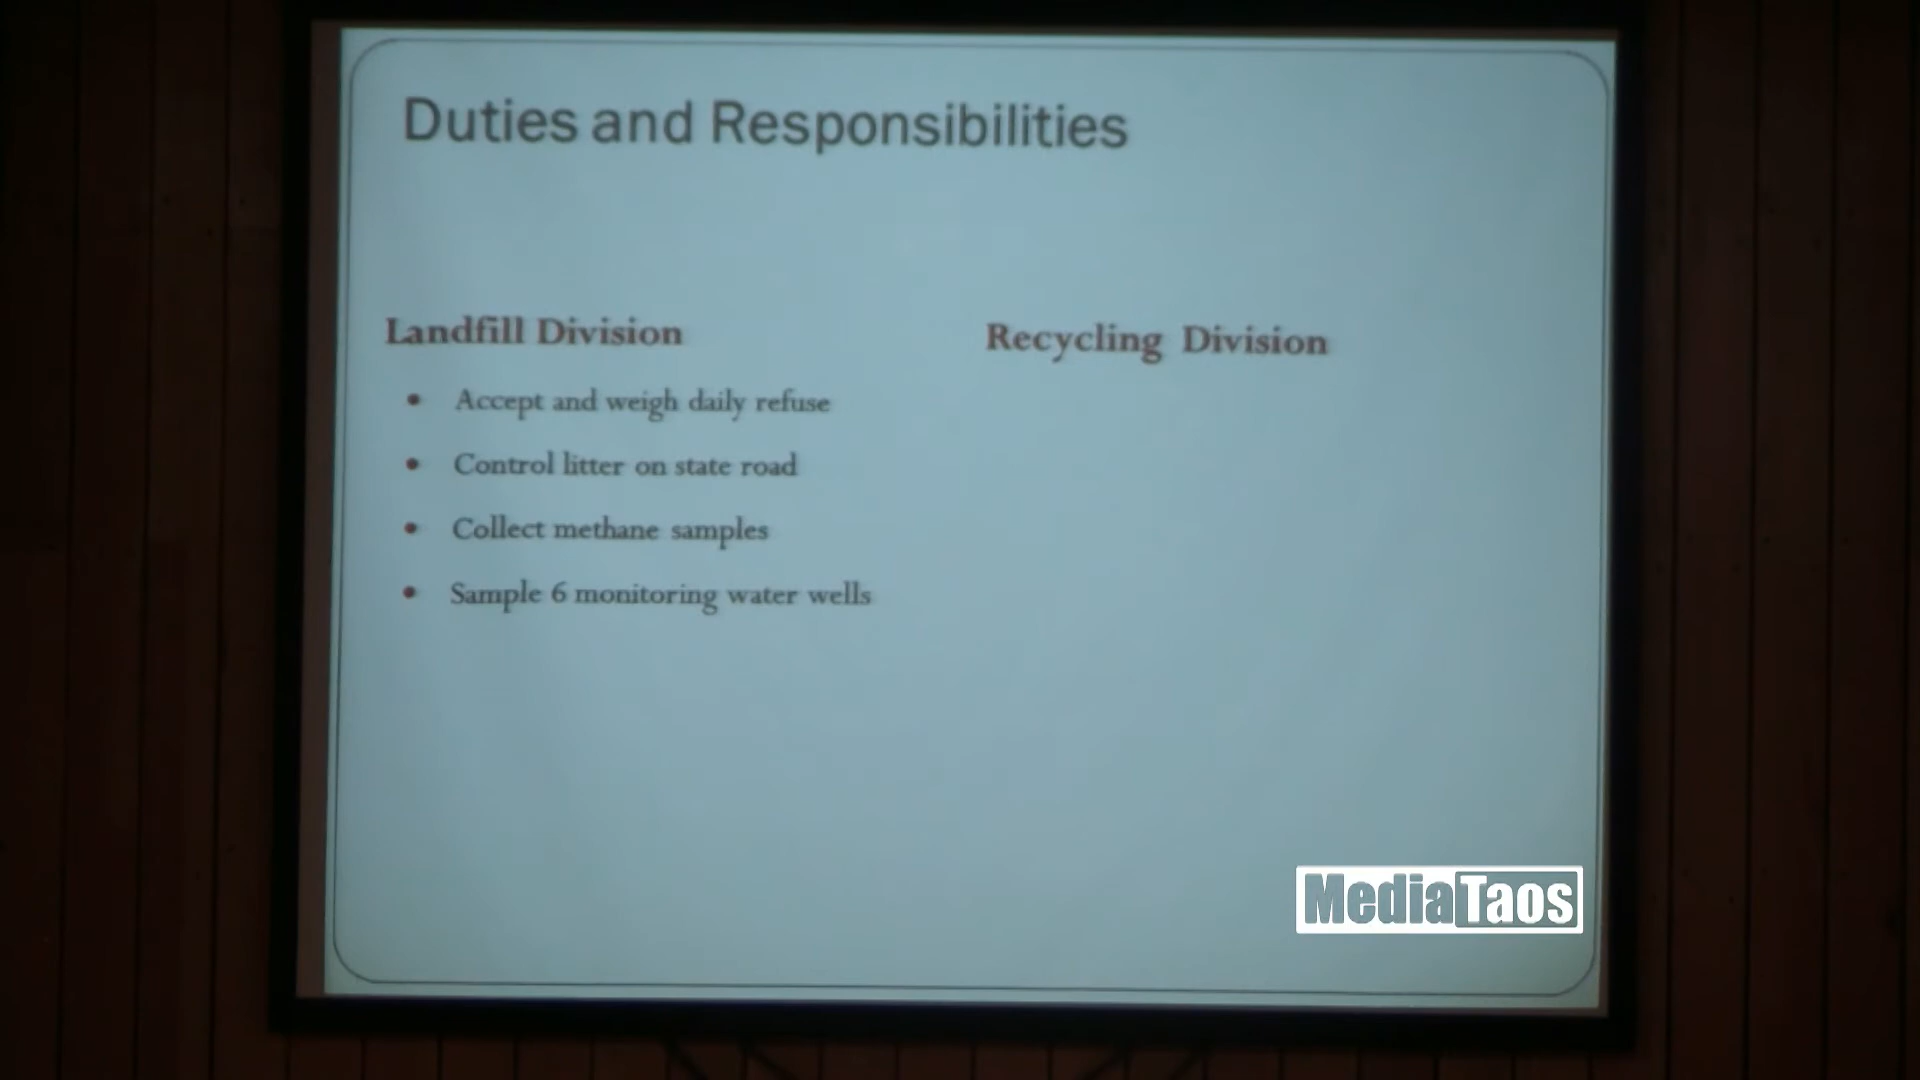 Duties and Responsibilities
Landfill Division
• Accept and weigh daily refuse
• Control litter on state road
• Collect methane samples
• Sample 6 monitoring water wells
Recycling Division
MediaTaos